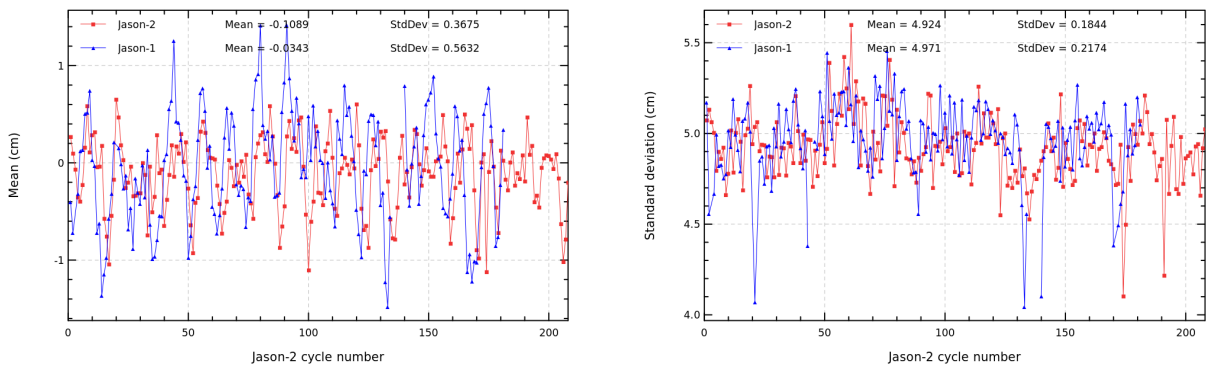 Jason-2 Mean = -0.1089 StdDev = 0.3675
Jason-1 Mean = -0.0343 StdDev = 0.5632
Mean (cm)
1
0
-1
0 50 100 150 200
Jason-2 cycle number
Jason-2 Mean = 4.924 StdDev = 0.1844
Jason-1 Mean = 4.971 StdDev = 0.2174
Standard deviation (cm)
5.5
5.0
4.5
4.0
0 50 100 150 200
Jason-2 cycle number